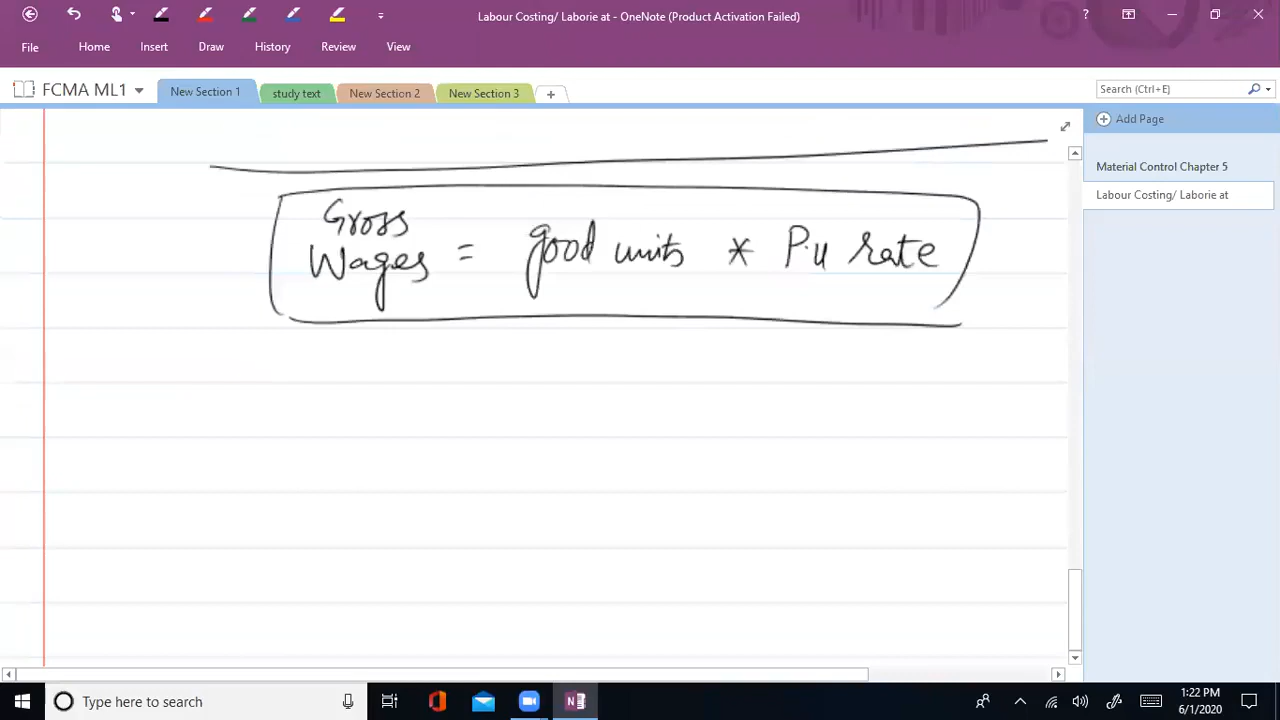 Labour Costing/ Laborie at - OneNote (Product Activation Failed)
?
File Home Insert Draw History Review View
FCMA ML1 New Section 1 study text New Section 2 New Section 3 +
Search (Ctrl+E)
Add Page
Material Control Chapter 5
Labour Costing/ Laborie at
Gross
Wages = good units * P.u rate
Type here to search
1:22 PM
6/1/2020